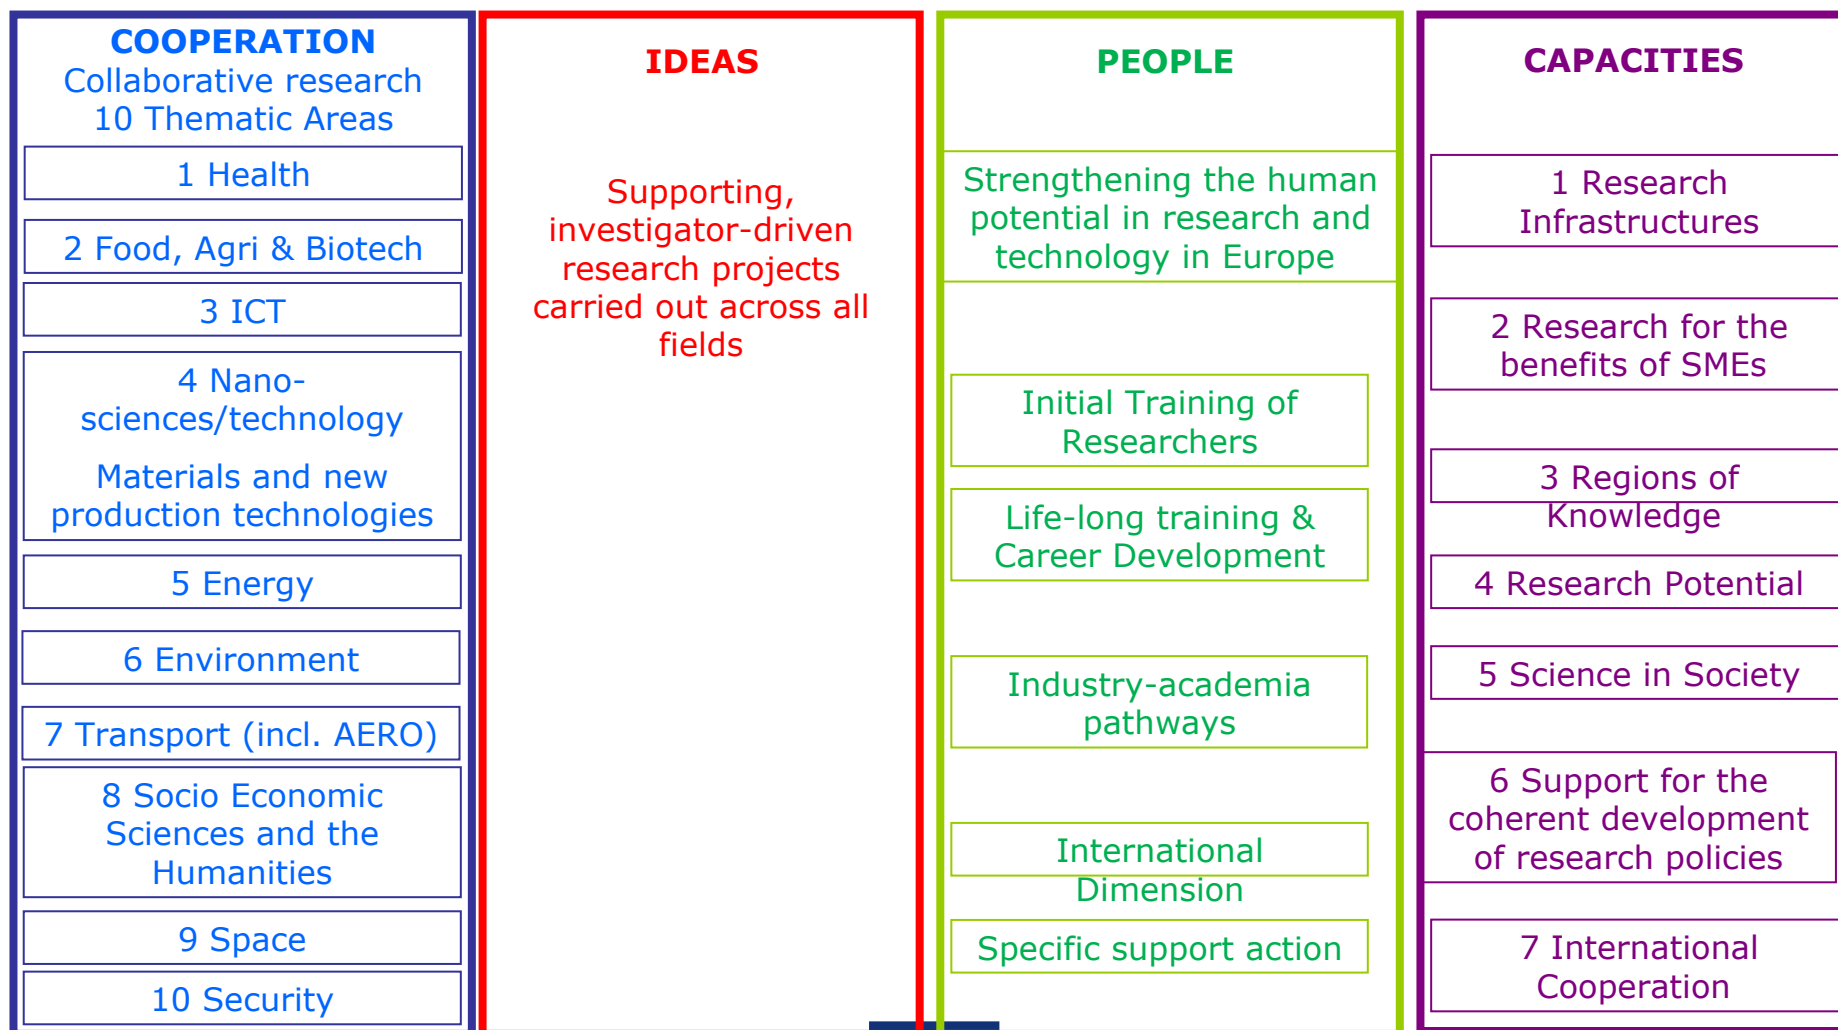 COOPERATION
Collaborative research
10 Thematic Areas
1 Health
2 Food, Agri & Biotech
3 ICT
4 Nano-
sciences/technology
Materials and new
production technologies
5 Energy
6 Environment
7 Transport (incl. AERO)
8 Socio Economic
Sciences and the
Humanities
9 Space
10 Security
IDEAS
Supporting,
investigator-driven
research projects
carried out across all
fields
PEOPLE
Strengthening the human
potential in research and
technology in Europe
Initial Training of
Researchers
Life-long training &
Career Development
Industry-academia
pathways
International
Dimension
Specific support action
CAPACITIES
1 Research
Infrastructures
2 Research for the
benefits of SMEs
3 Regions of
Knowledge
4 Research Potential
5 Science in Society
6 Support for the
coherent development
of research policies
7 International
Cooperation